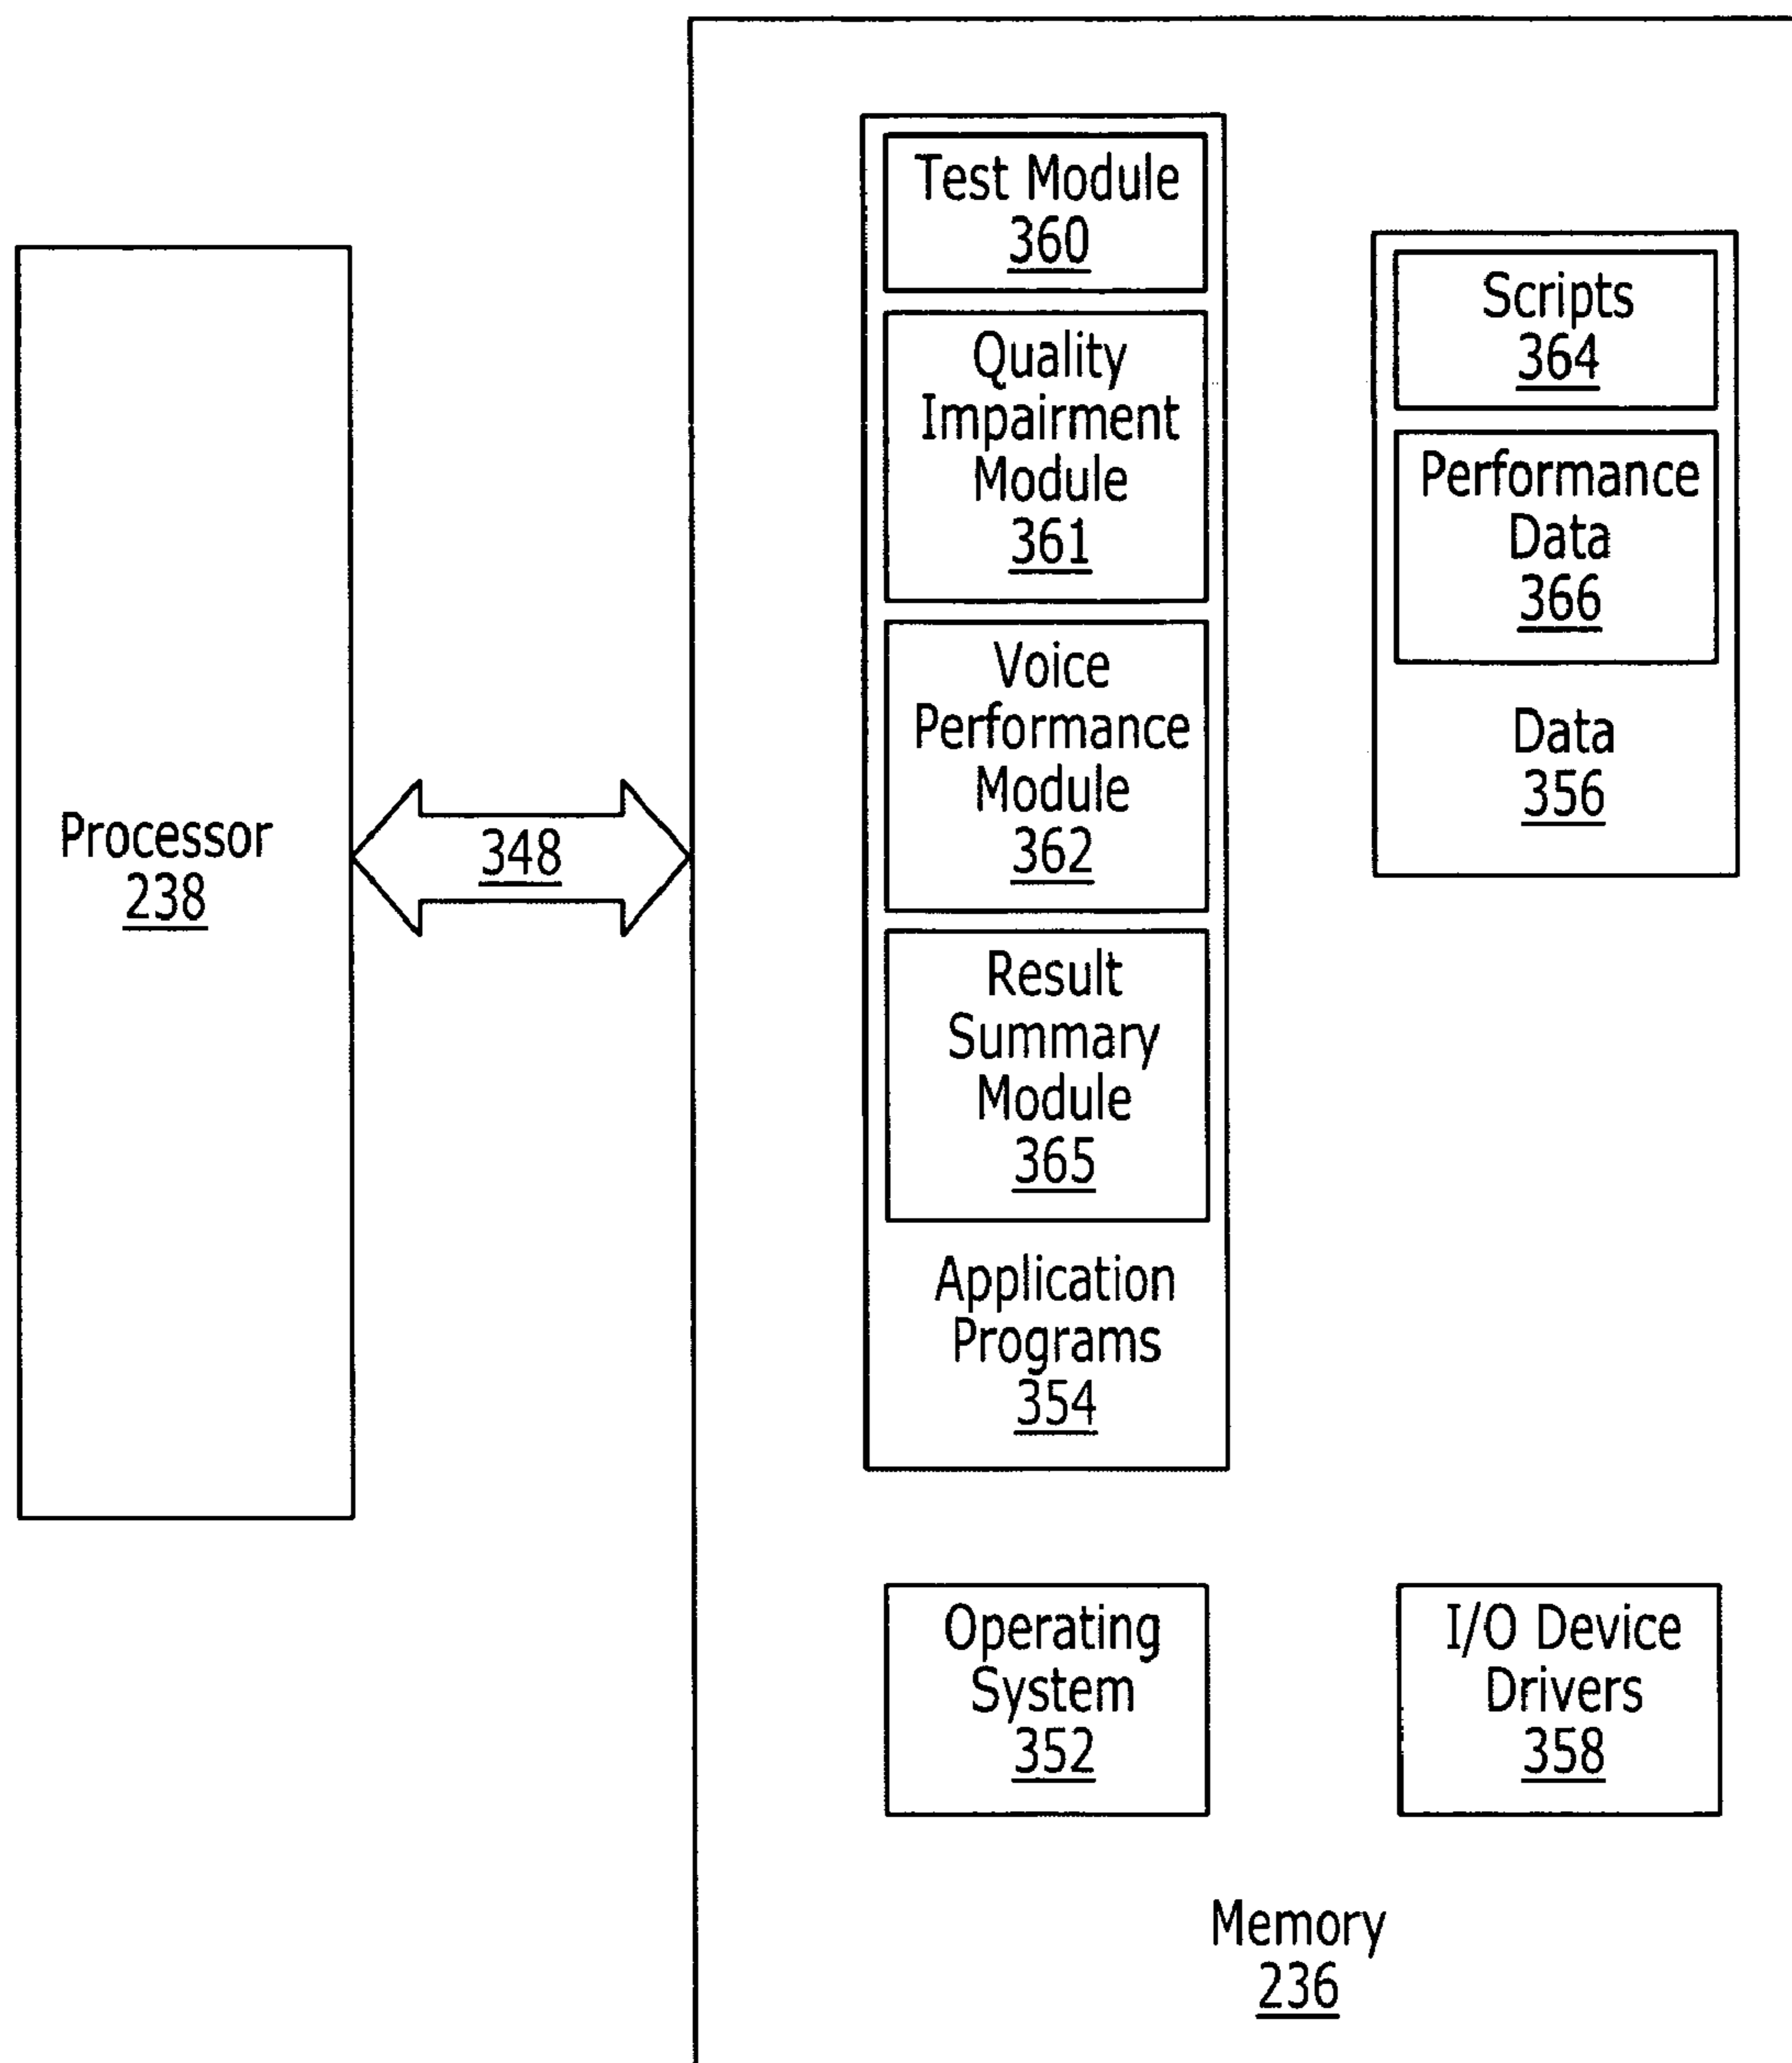 Processor
238
348
Test Module
360
Quality
Impairment
Module
361
Voice
Performance
Module
362
Result
Summary
Module
365
Application
Programs
354
Scripts
364
Performance
Data
366
Data
356
Operating
System
352
I/O Device
Drivers
358
Memory
236